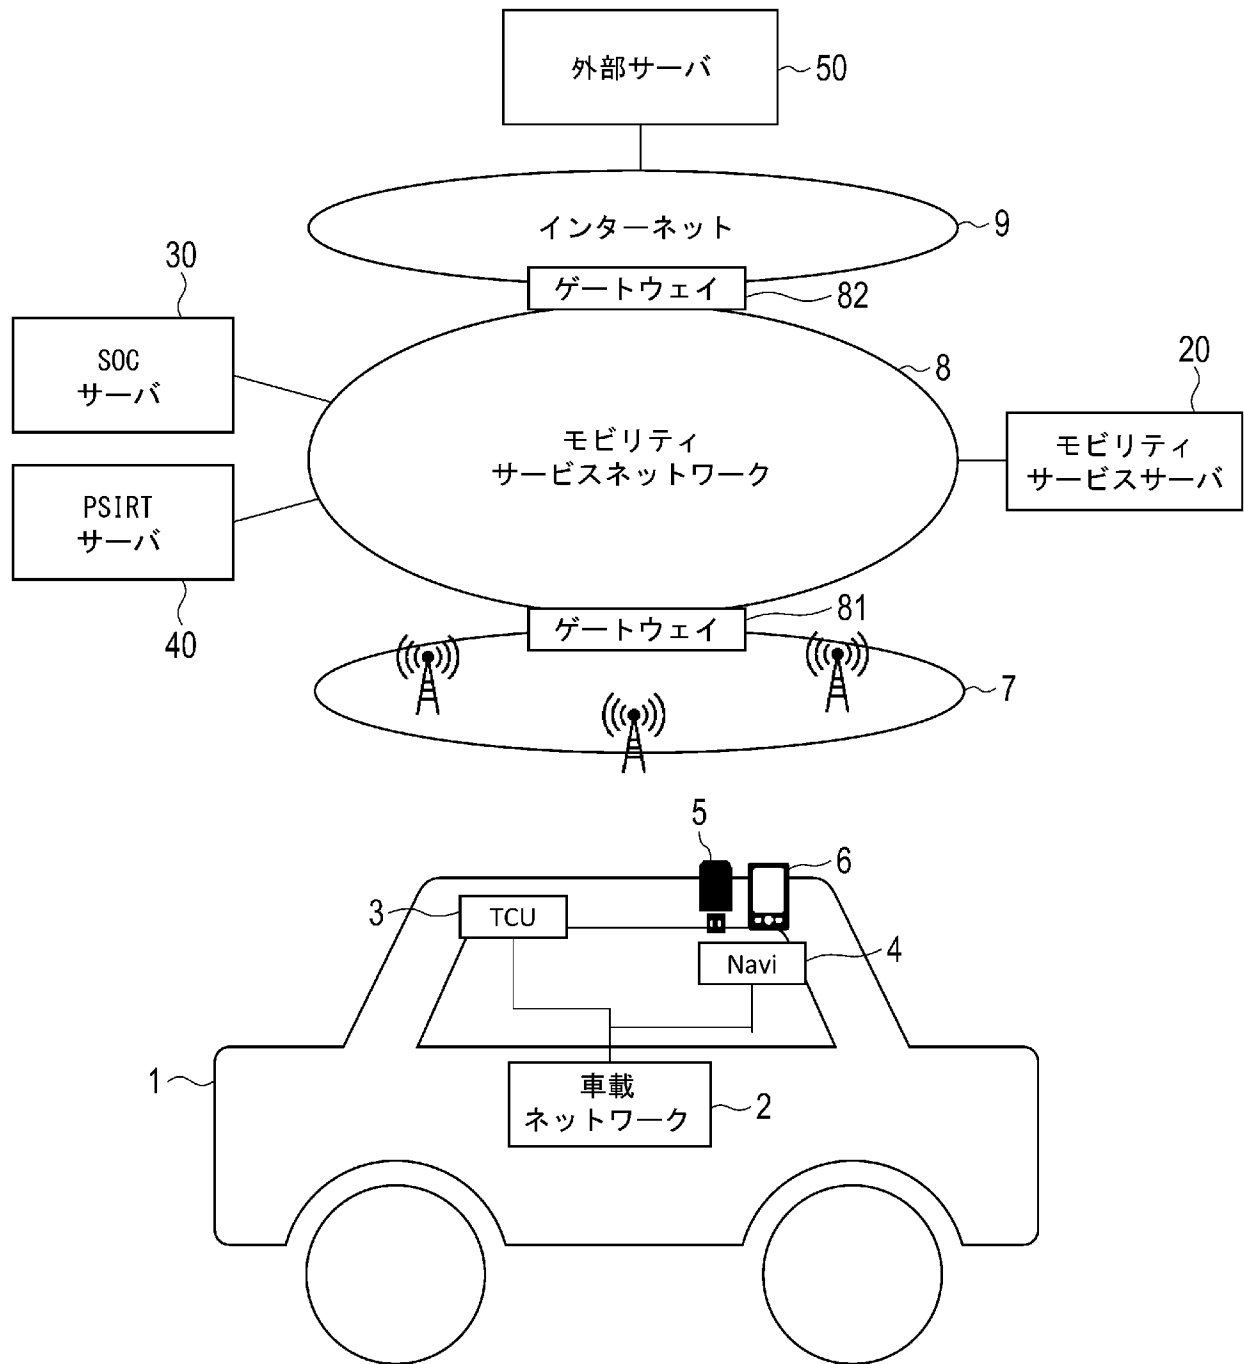 外部サーバ
50
インターネット
9
ゲートウェイ
82
30
SOC
サーバ
8
20
モビリティ
サービスネットワーク
モビリティ
サービスサーバ
PSIRT
サーバ
40
ゲートウェイ
81
7
5
6
3
TCU
Navi
4
1
車載
ネットワーク
2